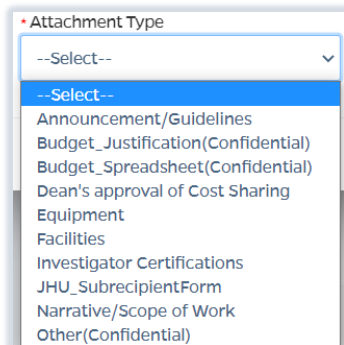 * Attachment Type
--Select--
--Select--
Announcement/Guidelines
Budget_Justification(Confidential)
Budget_Spreadsheet(Confidential)
Dean's approval of Cost Sharing
Equipment
Facilities
Investigator Certifications
JHU_SubrecipientForm
Narrative/Scope of Work
Other(Confidential)